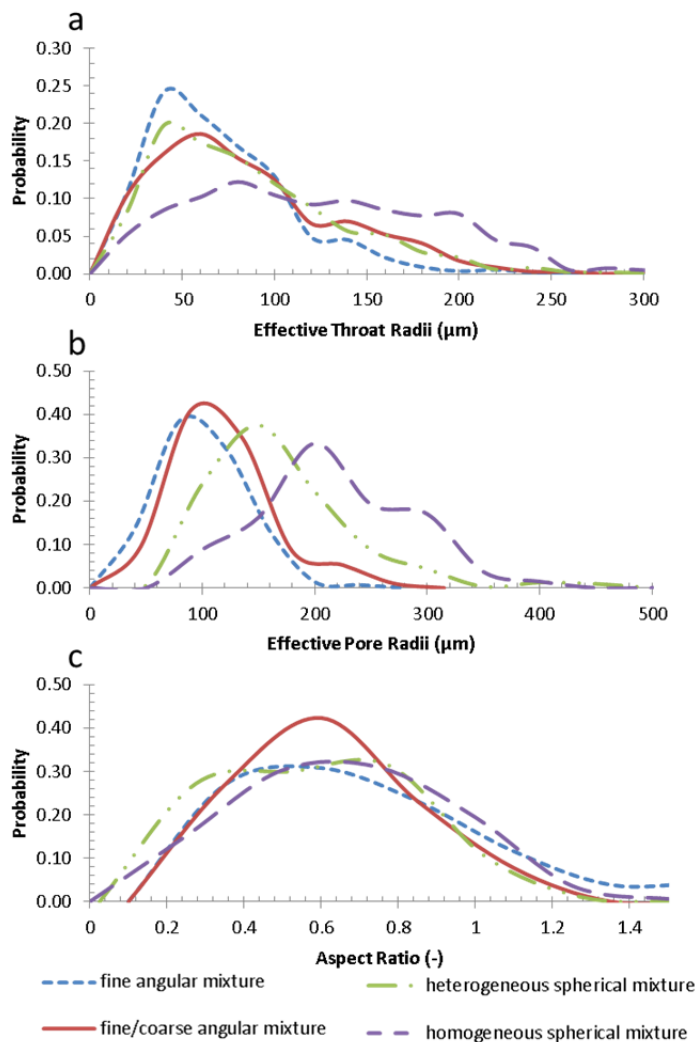 a
0.30
0.25
0.20
0.15
0.10
0.05
0.00
Probability
0 50 100 150 200 250 300
Effective Throat Radii (µm)
b
0.50
0.40
0.30
0.20
0.10
0.00
Probability
0 100 200 300 400 500
Effective Pore Radii (µm)
c
0.50
0.40
0.30
0.20
0.10
0.00
Probability
0 0.2 0.4 0.6 0.8 1 1.2 1.4
Aspect Ratio (-)
fine angular mixture
heterogeneous spherical mixture
fine/coarse angular mixture
homogeneous spherical mixture